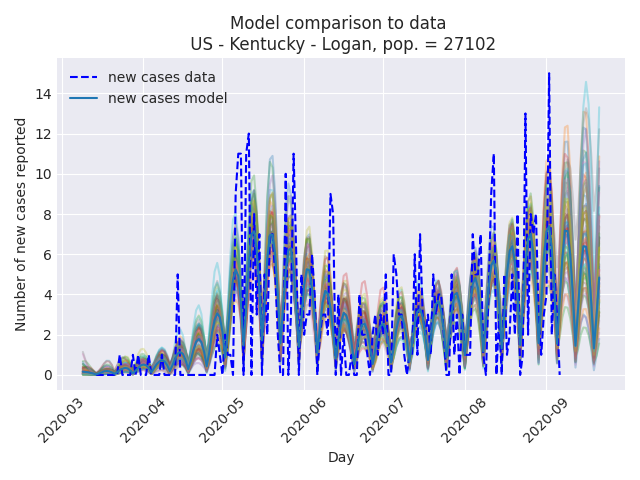 Model comparison to data
US - Kentucky - Logan, pop. = 27102
new cases data
new cases model
Number of new cases reported
14
12
10
8
6
4
2
0
2020-03
2020-04
2020-05
2020-06
2020-07
2020-08
2020-09
Day